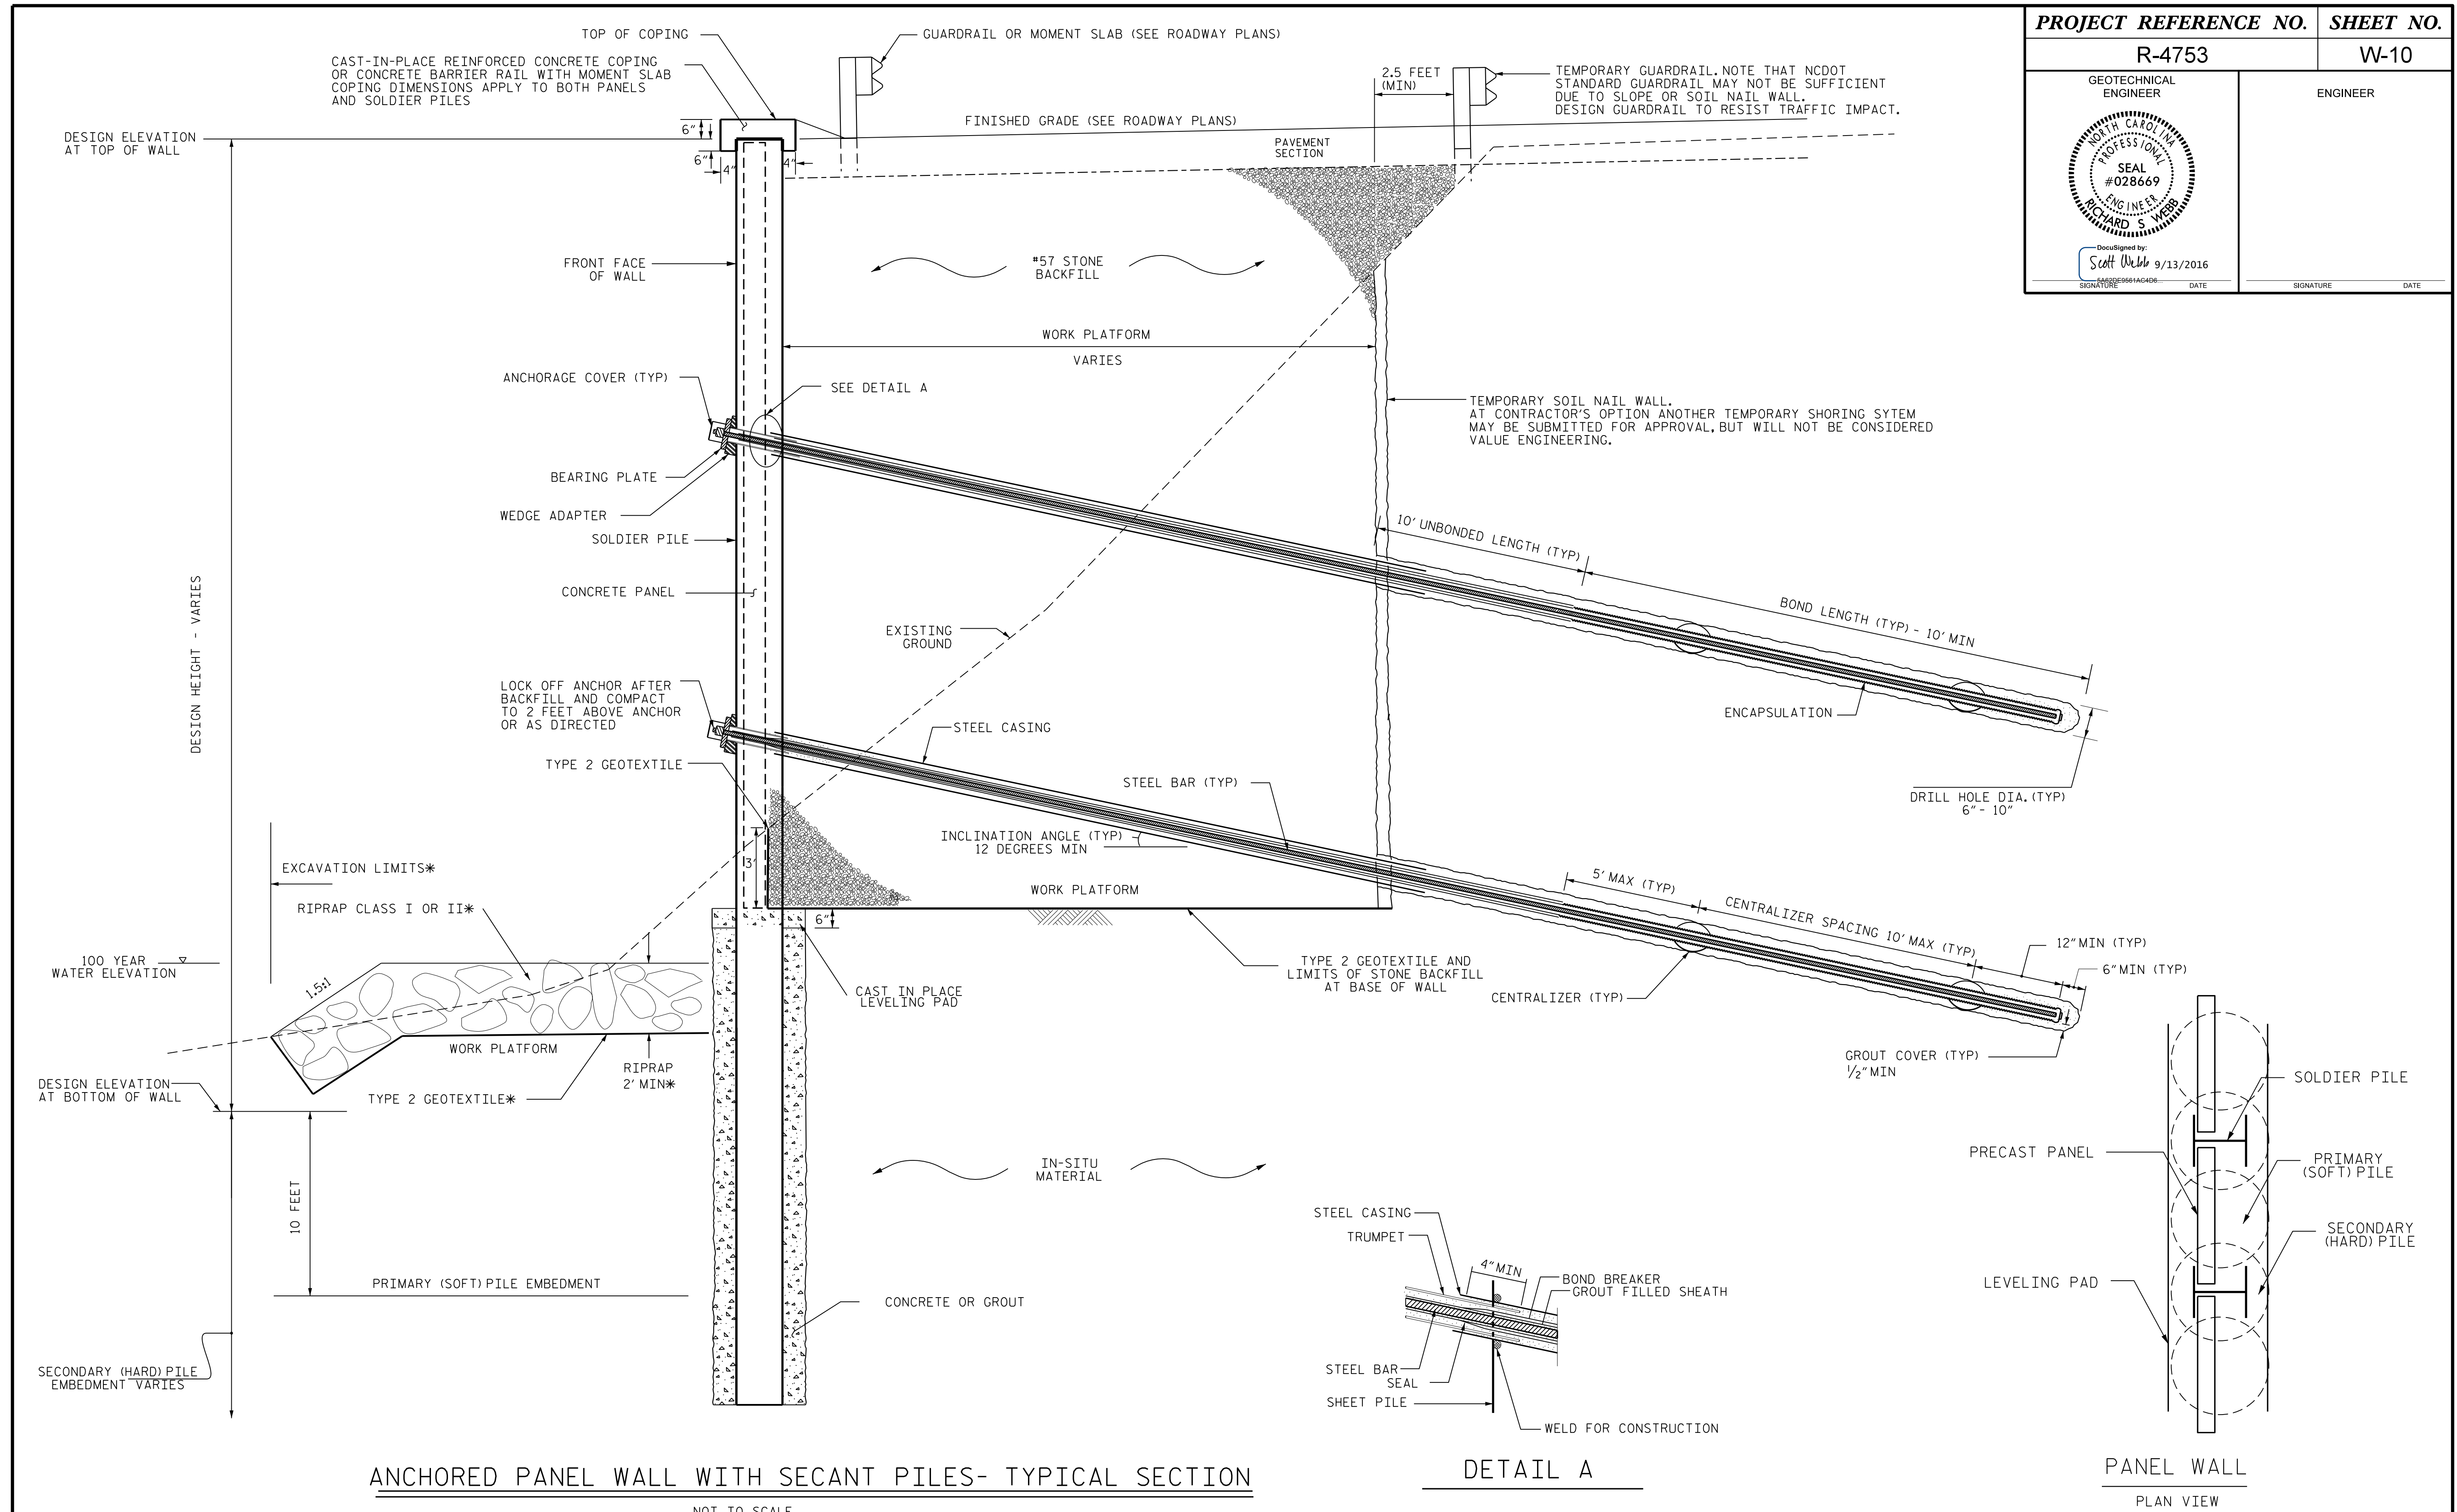 PROJECT REFERENCE NO.
SHEET NO.
R-4753
W-10
GEOTECHNICAL
ENGINEER
ENGINEER
NORTH CAROLINA
PROFESSIONAL
SEAL
#028669
ENGINEER
RICHARD S WEBB
DocuSigned by:
Scott Webb
9/13/2016
5A62DE9561AC4D6...
SIGNATURE
DATE
SIGNATURE
DATE
TOP OF COPING
GUARDRAIL OR MOMENT SLAB (SEE ROADWAY PLANS)
CAST-IN-PLACE REINFORCED CONCRETE COPING
OR CONCRETE BARRIER RAIL WITH MOMENT SLAB
COPING DIMENSIONS APPLY TO BOTH PANELS
AND SOLDIER PILES
2.5 FEET
(MIN)
TEMPORARY GUARDRAIL. NOTE THAT NCDOT
STANDARD GUARDRAIL MAY NOT BE SUFFICIENT
DUE TO SLOPE OR SOIL NAIL WALL.
DESIGN GUARDRAIL TO RESIST TRAFFIC IMPACT.
DESIGN ELEVATION
AT TOP OF WALL
6"
6"
4"
4"
FINISHED GRADE (SEE ROADWAY PLANS)
PAVEMENT
SECTION
FRONT FACE
OF WALL
#57 STONE
BACKFILL
WORK PLATFORM
VARIES
ANCHORAGE COVER (TYP)
SEE DETAIL A
TEMPORARY SOIL NAIL WALL.
AT CONTRACTOR'S OPTION ANOTHER TEMPORARY SHORING SYTEM
MAY BE SUBMITTED FOR APPROVAL, BUT WILL NOT BE CONSIDERED
VALUE ENGINEERING.
BEARING PLATE
WEDGE ADAPTER
SOLDIER PILE
10' UNBONDED LENGTH (TYP)
BOND LENGTH (TYP) - 10' MIN
CONCRETE PANEL
DESIGN HEIGHT - VARIES
EXISTING
GROUND
LOCK OFF ANCHOR AFTER
BACKFILL AND COMPACT
TO 2 FEET ABOVE ANCHOR
OR AS DIRECTED
ENCAPSULATION
STEEL CASING
TYPE 2 GEOTEXTILE
STEEL BAR (TYP)
DRILL HOLE DIA. (TYP)
6" - 10"
INCLINATION ANGLE (TYP)
12 DEGREES MIN
3'
EXCAVATION LIMITS*
5' MAX (TYP)
WORK PLATFORM
RIPRAP CLASS I OR II*
6"
CENTRALIZER SPACING 10' MAX (TYP)
12" MIN (TYP)
6" MIN (TYP)
100 YEAR
WATER ELEVATION
TYPE 2 GEOTEXTILE AND
LIMITS OF STONE BACKFILL
AT BASE OF WALL
1.5:1
CAST IN PLACE
LEVELING PAD
CENTRALIZER (TYP)
WORK PLATFORM
GROUT COVER (TYP)
1/2" MIN
RIPRAP
2' MIN*
DESIGN ELEVATION
AT BOTTOM OF WALL
TYPE 2 GEOTEXTILE*
SOLDIER PILE
PRECAST PANEL
PRIMARY
(SOFT) PILE
IN-SITU
MATERIAL
10 FEET
STEEL CASING
TRUMPET
SECONDARY
(HARD) PILE
4" MIN
BOND BREAKER
GROUT FILLED SHEATH
PRIMARY (SOFT) PILE EMBEDMENT
LEVELING PAD
CONCRETE OR GROUT
SECONDARY (HARD) PILE
EMBEDMENT VARIES
STEEL BAR
SEAL
SHEET PILE
WELD FOR CONSTRUCTION
ANCHORED PANEL WALL WITH SECANT PILES- TYPICAL SECTION
NOT TO SCALE
DETAIL A
PANEL WALL
PLAN VIEW